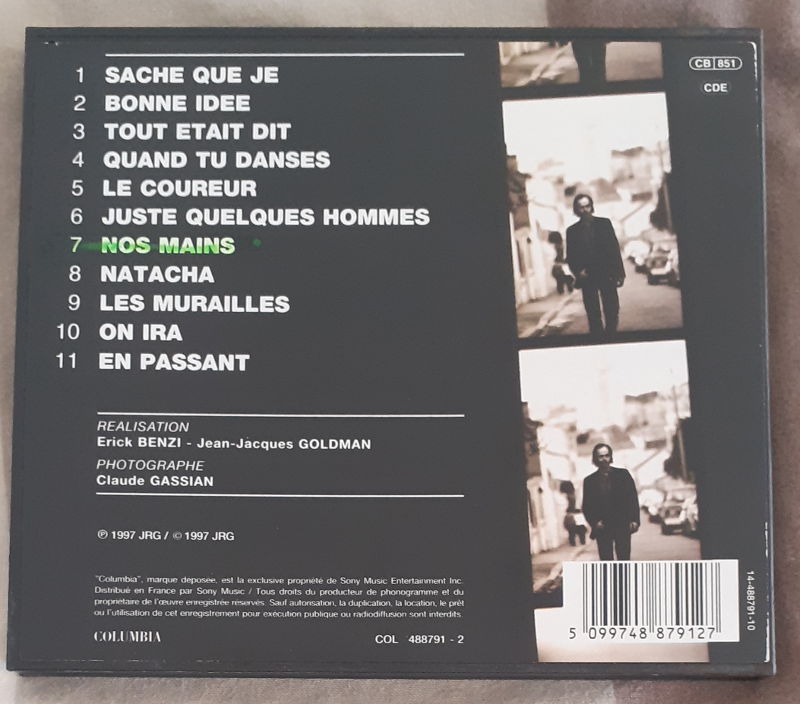 1 SACHE QUE JE
2 BONNE IDEE
3 TOUT ETAIT DIT
4 QUAND TU DANSES
5 LE COUREUR
6 JUSTE QUELQUES HOMMES
7 NOS MAINS
8 NATACHA
9 LES MURAILLES
10 ON IRA
11 EN PASSANT
REALISATION
Erick BENZI - Jean-Jacques GOLDMAN
PHOTOGRAPHE
Claude GASSIAN
℗ 1997 JRG / © 1997 JRG
"Columbia", marque déposée, est la exclusive propriété de Sony Music Entertainment Inc.
Distribué en France par Sony Music / Tous droits du producteur de phonogramme et du
propriétaire de l'œuvre enregistrée réservés. Sauf autorisation, la duplication, la location, le prêt
ou l'utilisation de cet enregistrement pour exécution publique ou radiodiffusion sont interdits.
COLUMBIA
COL 488791 - 2
CB 851
CDE
5 099748 879127
14-488791-10